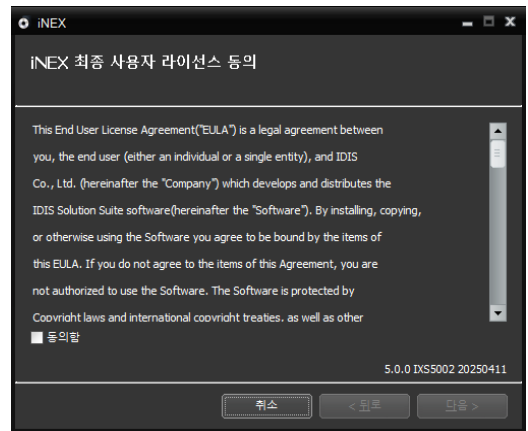 iNEX
iNEX 최종 사용자 라이선스 동의
This End User License Agreement("EULA") is a legal agreement between
you, the end user (either an individual or a single entity), and IDIS
Co., Ltd. (hereinafter the "Company") which develops and distributes the
IDIS Solution Suite software(hereinafter the "Software"). By installing, copying,
or otherwise using the Software you agree to be bound by the items of
this EULA. If you do not agree to the items of this Agreement, you are
not authorized to use the Software. The Software is protected by
Copyright laws and international copyright treaties, as well as other
동의함
5.0.0 IXS5002 20250411
취소 < 뒤로 다음 >